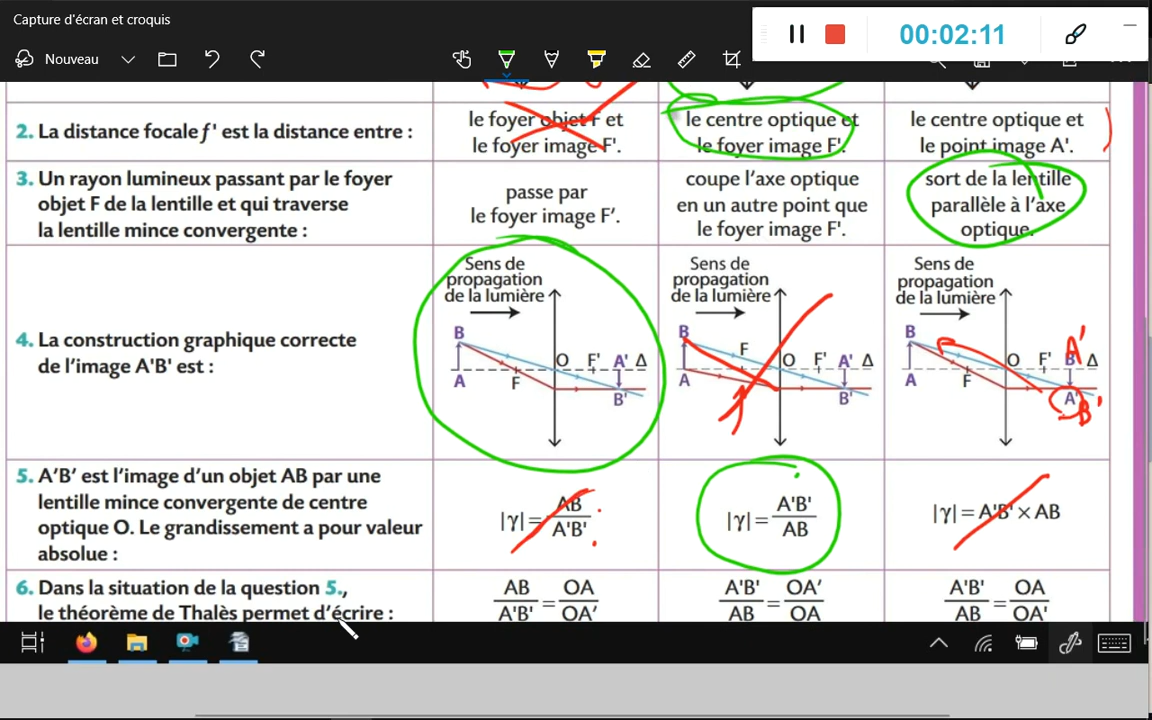 Capture d'écran et croquis
00:02:11
Nouveau
2. La distance focale f' est la distance entre :
le foyer objet F et
le foyer image F'.
le centre optique et
le foyer image F'.
le centre optique et
le point image A'.
3. Un rayon lumineux passant par le foyer
objet F de la lentille et qui traverse
la lentille mince convergente :
passe par
le foyer image F'.
coupe l'axe optique
en un autre point que
le foyer image F'.
sort de la lentille
parallèle à l'axe
optique.
4. La construction graphique correcte
de l'image A'B' est :
Sens de
propagation
de la lumière
B
O F' A' Δ
A F
B'
Sens de
propagation
de la lumière
B
F O F' A' Δ
A
B'
Sens de
propagation
de la lumière
A'
B
O F' B' Δ
A F
A' B'
5. A'B' est l'image d'un objet AB par une
lentille mince convergente de centre
optique O. Le grandissement a pour valeur
absolue :
|γ| = AB / A'B'
|γ| = A'B' / AB
|γ| = A'B' × AB
6. Dans la situation de la question 5.,
le théorème de Thalès permet d'écrire :
AB / A'B' = OA / OA'
A'B' / AB = OA' / OA
A'B' / AB = OA / OA'